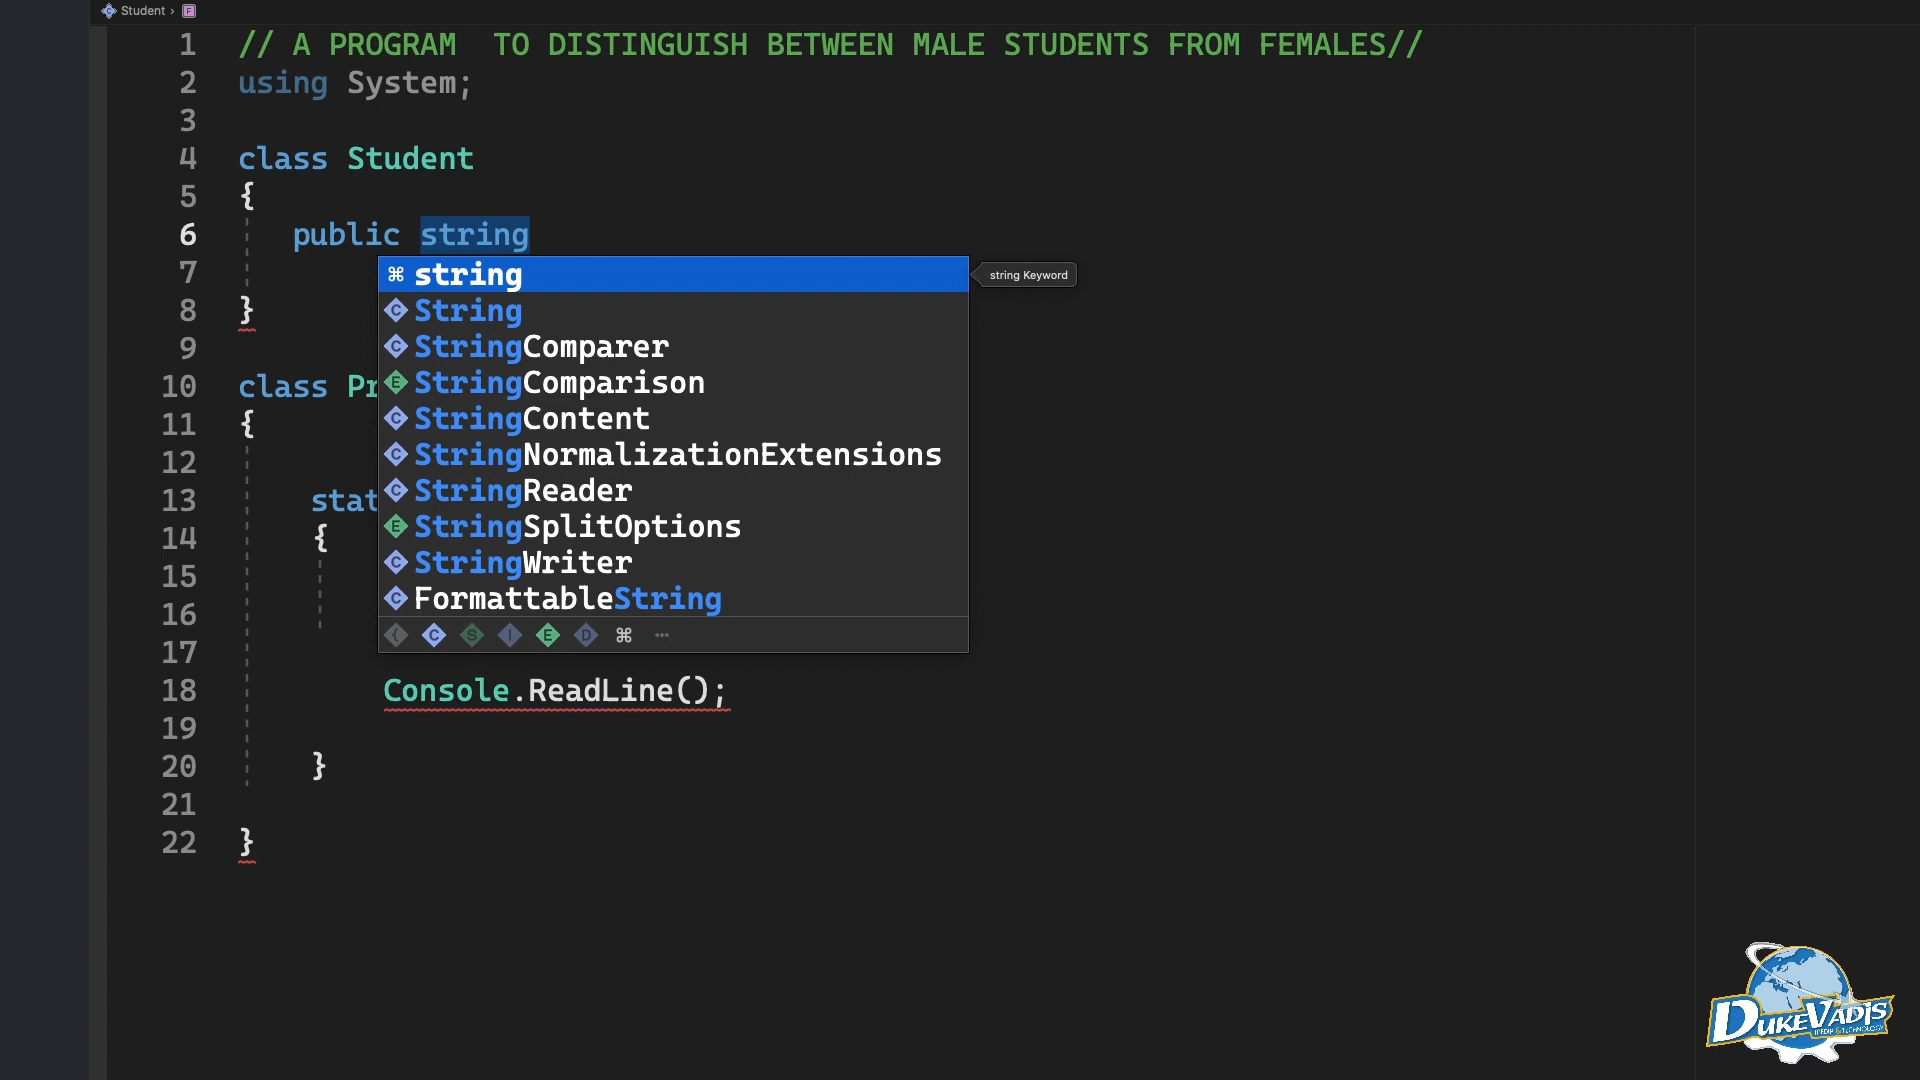 Student ›
1 // A PROGRAM  TO DISTINGUISH BETWEEN MALE STUDENTS FROM FEMALES//
2 using System;
3
4 class Student
5 {
6 public string
7
8 }
9
10 class Pr
11 {
12
13 stat
14 {
15
16
17
18 Console.ReadLine();
19
20 }
21
22 }
string
string Keyword
String
StringComparer
StringComparison
StringContent
StringNormalizationExtensions
StringReader
StringSplitOptions
StringWriter
FormattableString
DUKEVADIS
MEDIA & TECHNOLOGY